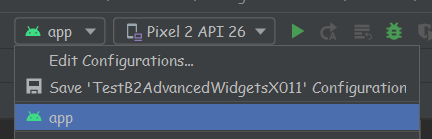 app Pixel 2 API 26
Edit Configurations...
Save 'TestB2AdvancedWidgetsX011' Configuration
app